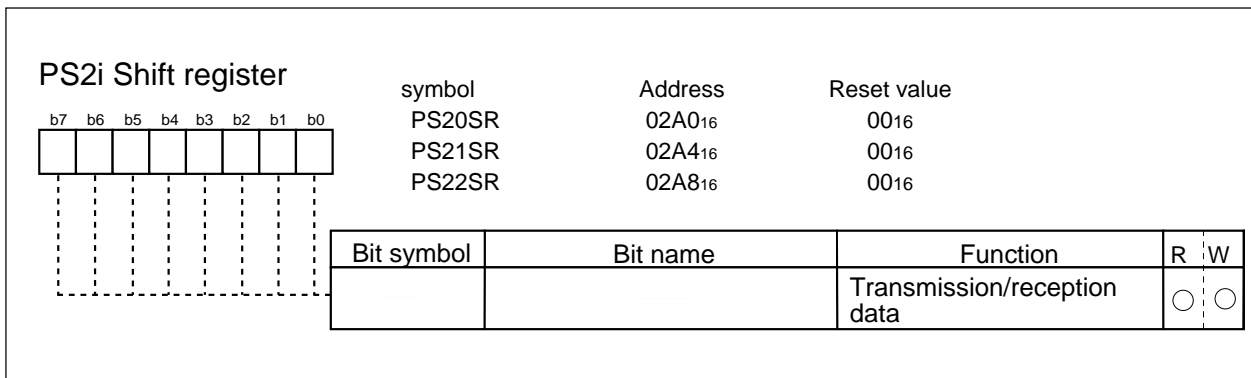 PS2i Shift register
symbol Address Reset value
b7 b6 b5 b4 b3 b2 b1 b0
PS20SR 02A016 0016
PS21SR 02A416 0016
PS22SR 02A816 0016
Bit symbol Bit name Function R W
Transmission/reception
data